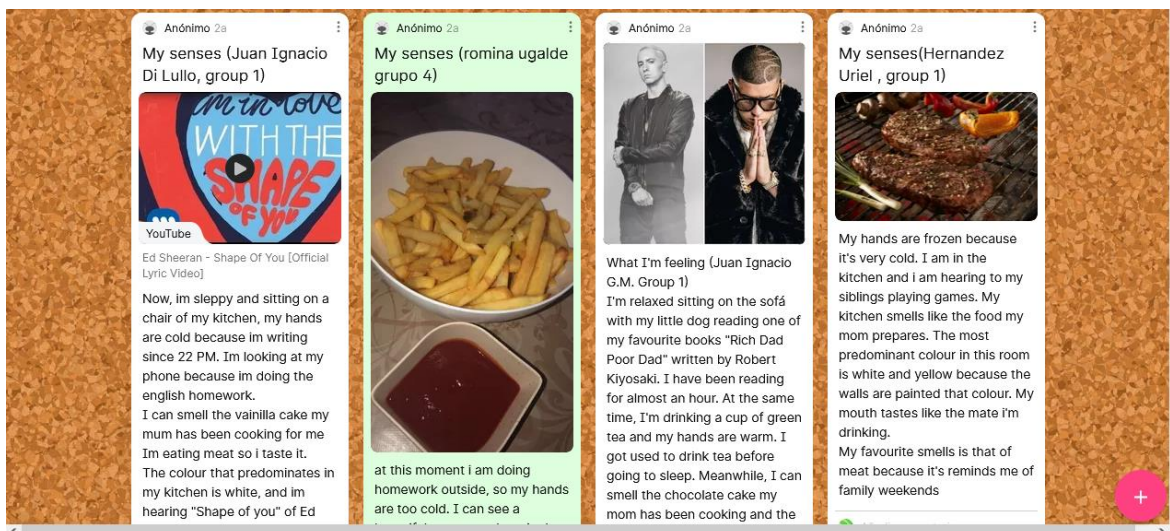 Anónimo 2a
My senses (Juan Ignacio
Di Lullo, group 1)
im in love
WITH THE
SHAPE
OF YOU
YouTube
Ed Sheeran - Shape Of You [Official
Lyric Video]
Now, im sleppy and sitting on a
chair of my kitchen, my hands
are cold because im writing
since 22 PM. Im looking at my
phone because im doing the
english homework.
I can smell the vainilla cake my
mum has been cooking for me
Im eating meat so i taste it.
The colour that predominates in
my kitchen is white, and im
hearing "Shape of you" of Ed
Anónimo 2a
My senses (romina ugalde
grupo 4)
at this moment i am doing
homework outside, so my hands
are too cold. I can see a
Anónimo 2a
What I'm feeling (Juan Ignacio
G.M. Group 1)
I'm relaxed sitting on the sofá
with my little dog reading one of
my favourite books "Rich Dad
Poor Dad" written by Robert
Kiyosaki. I have been reading
for almost an hour. At the same
time, I'm drinking a cup of green
tea and my hands are warm. I
got used to drink tea before
going to sleep. Meanwhile, I can
smell the chocolate cake my
mom has been cooking and the
Anónimo 2a
My senses(Hernandez
Uriel , group 1)
My hands are frozen because
it's very cold. I am in the
kitchen and i am hearing to my
siblings playing games. My
kitchen smells like the food my
mom prepares. The most
predominant colour in this room
is white and yellow because the
walls are painted that colour. My
mouth tastes like the mate i'm
drinking.
My favourite smells is that of
meat because it's reminds me of
family weekends